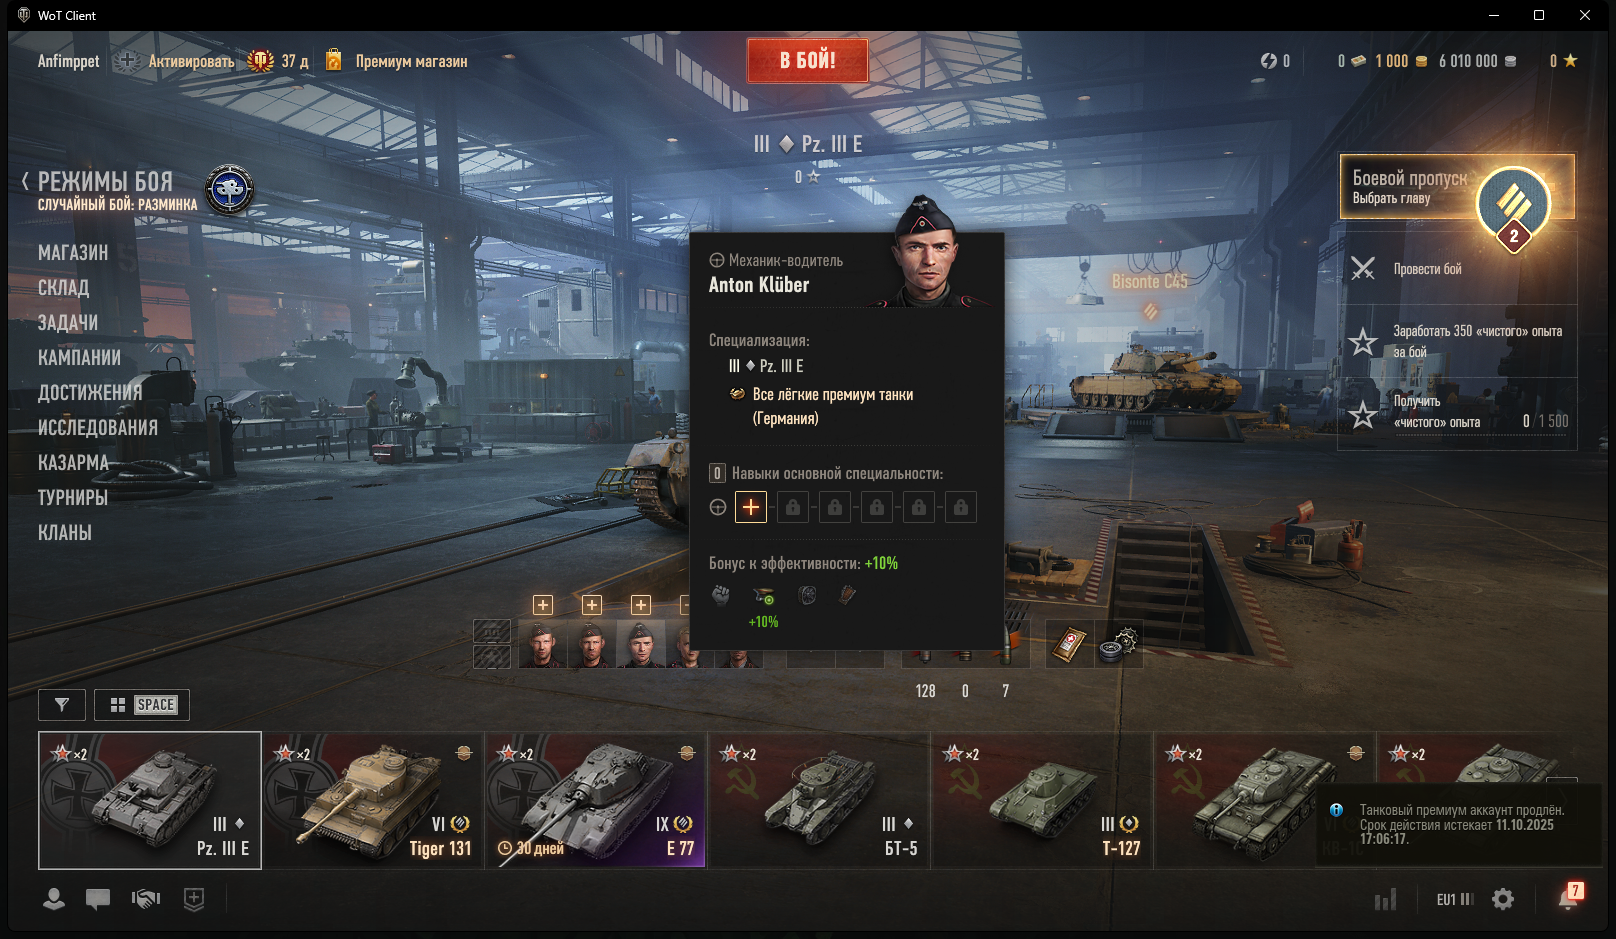 WoT Client
Anfimppet
Активировать
37 д
Премиум магазин
В БОЙ!
0
0
1 000
6 010 000
0
III Pz. III E
0
РЕЖИМЫ БОЯ
СЛУЧАЙНЫЙ БОЙ: РАЗМИНКА
МАГАЗИН
СКЛАД
ЗАДАЧИ
КАМПАНИИ
ДОСТИЖЕНИЯ
ИССЛЕДОВАНИЯ
КАЗАРМА
ТУРНИРЫ
КЛАНЫ
Механик-водитель
Anton Klüber
Специализация:
III Pz. III E
Все лёгкие премиум танки
(Германия)
0 Навыки основной специальности:
Бонус к эффективности: +10%
+10%
Bisonte C45
Боевой пропуск
Выбрать главу
2
Провести бой
Заработать 350 «чистого» опыта
за бой
Получить
«чистого» опыта
0/1 500
128
0
7
SPACE
×2
III
Pz. III E
×2
VI
Tiger 131
×2
30 дней
IX
E 77
×2
III
БТ-5
×2
III
Т-127
×2
×2
Танковый премиум аккаунт продлён.
Срок действия истекает 11.10.2025
17:06:17.
EU1
7